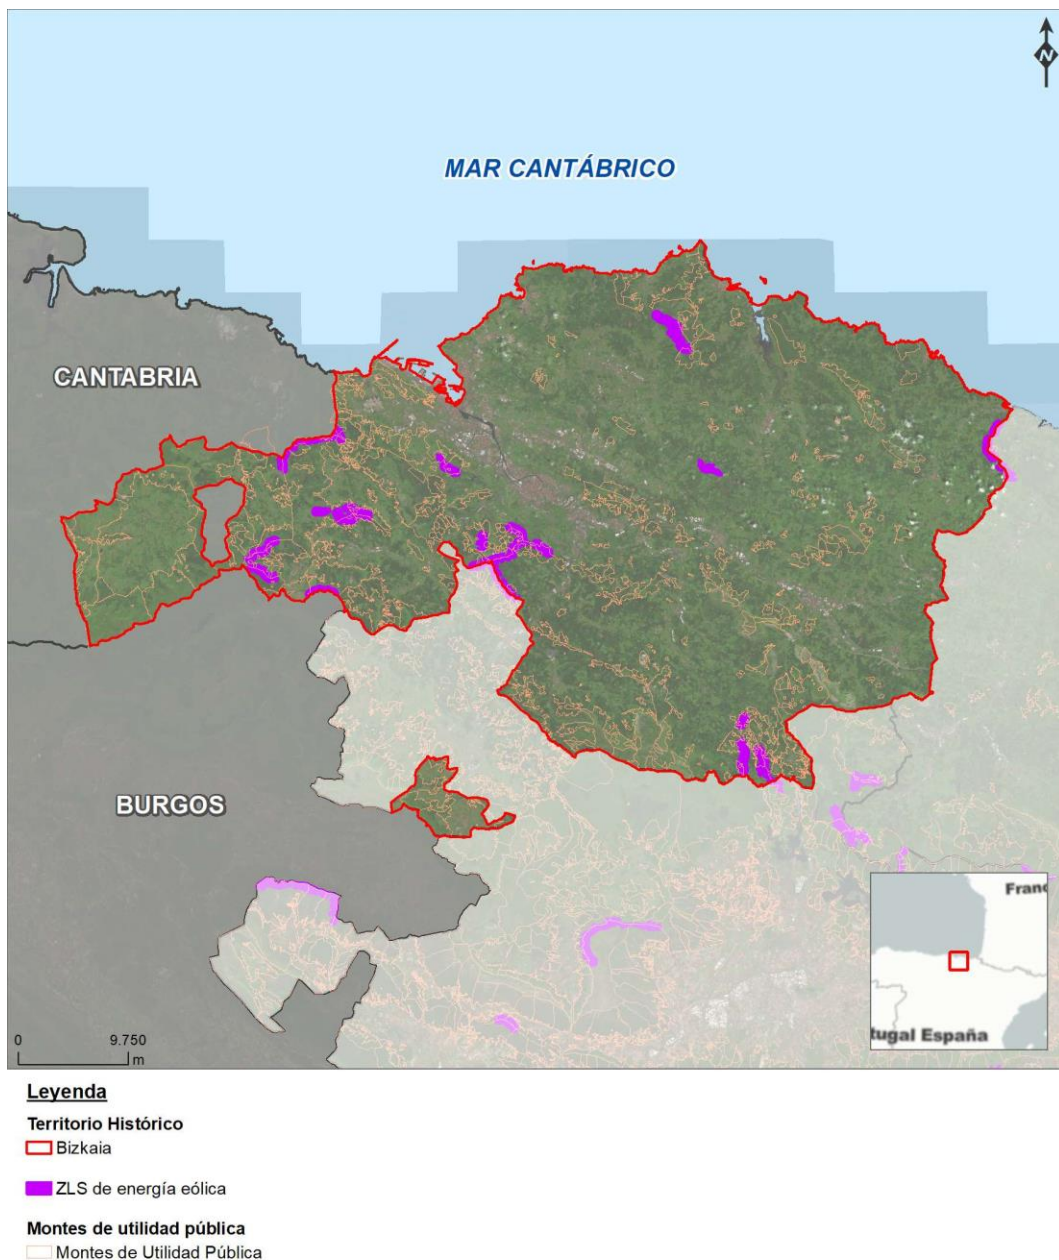 N
MAR CANTÁBRICO
CANTABRIA
BURGOS
Franc
tugal España
0 9.750
m
Leyenda
Territorio Histórico
Bizkaia
ZLS de energía eólica
Montes de utilidad pública
Montes de Utilidad Pública